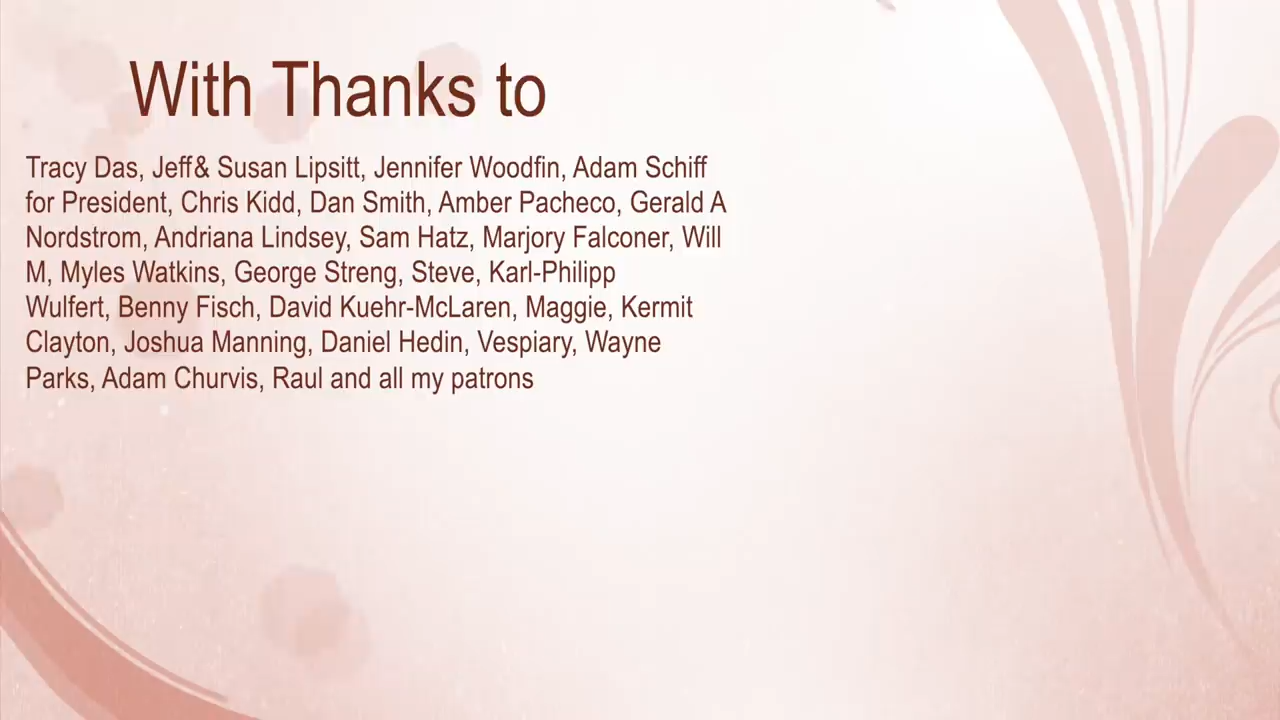 With Thanks to
Tracy Das, Jeff& Susan Lipsitt, Jennifer Woodfin, Adam Schiff
for President, Chris Kidd, Dan Smith, Amber Pacheco, Gerald A
Nordstrom, Andriana Lindsey, Sam Hatz, Marjory Falconer, Will
M, Myles Watkins, George Streng, Steve, Karl-Philipp
Wulfert, Benny Fisch, David Kuehr-McLaren, Maggie, Kermit
Clayton, Joshua Manning, Daniel Hedin, Vespiary, Wayne
Parks, Adam Churvis, Raul and all my patrons